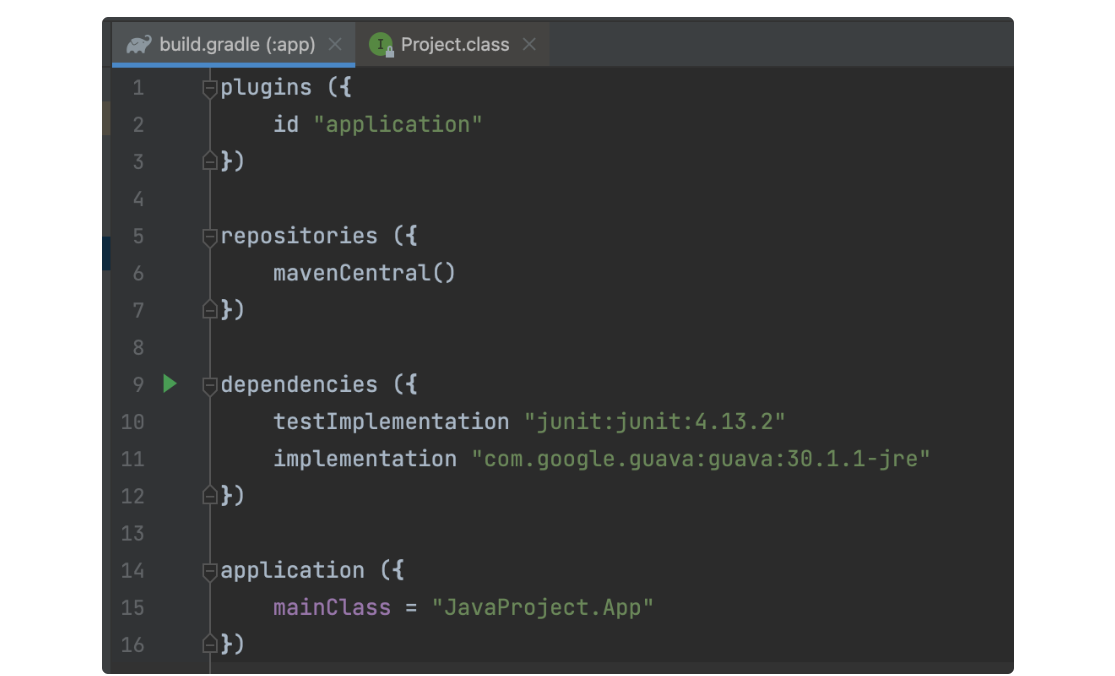 build.gradle (:app)
Project.class
1 plugins ({
2 id "application"
3 })
4
5 repositories ({
6 mavenCentral()
7 })
8
9 dependencies ({
10 testImplementation "junit:junit:4.13.2"
11 implementation "com.google.guava:guava:30.1.1-jre"
12 })
13
14 application ({
15 mainClass = "JavaProject.App"
16 })